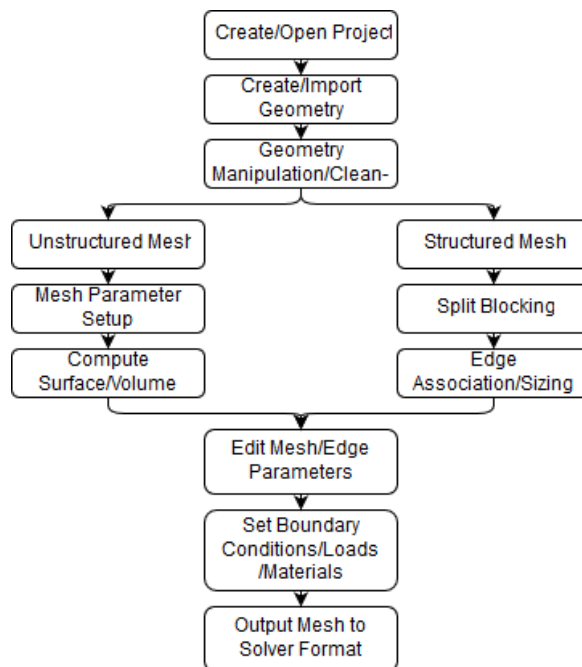 Create/Open Project
Create/Import
Geometry
Geometry
Manipulation/Clean-
Unstructured Mesh
Structured Mesh
Mesh Parameter
Setup
Split Blocking
Compute
Surface/Volume
Edge
Association/Sizing
Edit Mesh/Edge
Parameters
Set Boundary
Conditions/Loads
/Materials
Output Mesh to
Solver Format